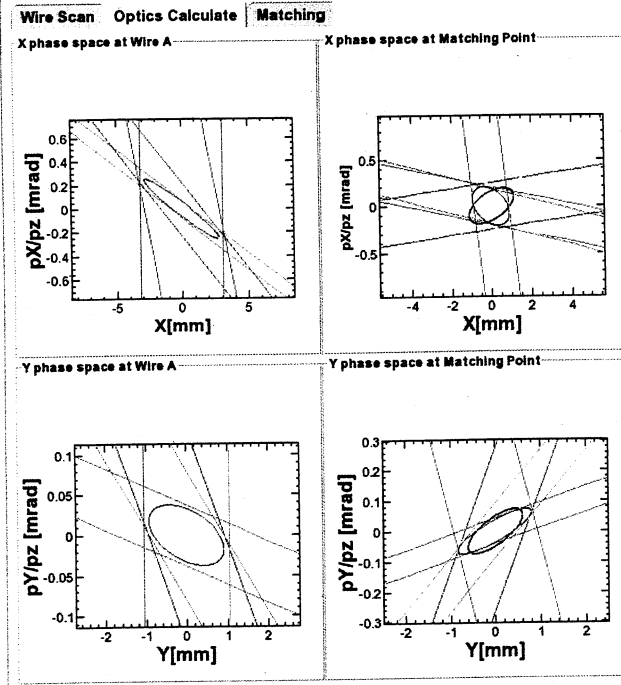 Wire Scan Optics Calculate Matching
X phase space at Wire A
X phase space at Matching Point
pX/pz [mrad]
0.6
0.4
0.2
0
-0.2
-0.4
-0.6
-5 0 5
X[mm]
pX/pz [mrad]
0.5
0
-0.5
-4 -2 0 2 4
X[mm]
Y phase space at Wire A
Y phase space at Matching Point
pY/pz [mrad]
0.1
0.05
0
-0.05
-0.1
-2 -1 0 1 2
Y[mm]
pY/pz [mrad]
0.3
0.2
0.1
0
-0.1
-0.2
-0.3
-2 -1 0 1 2
Y[mm]